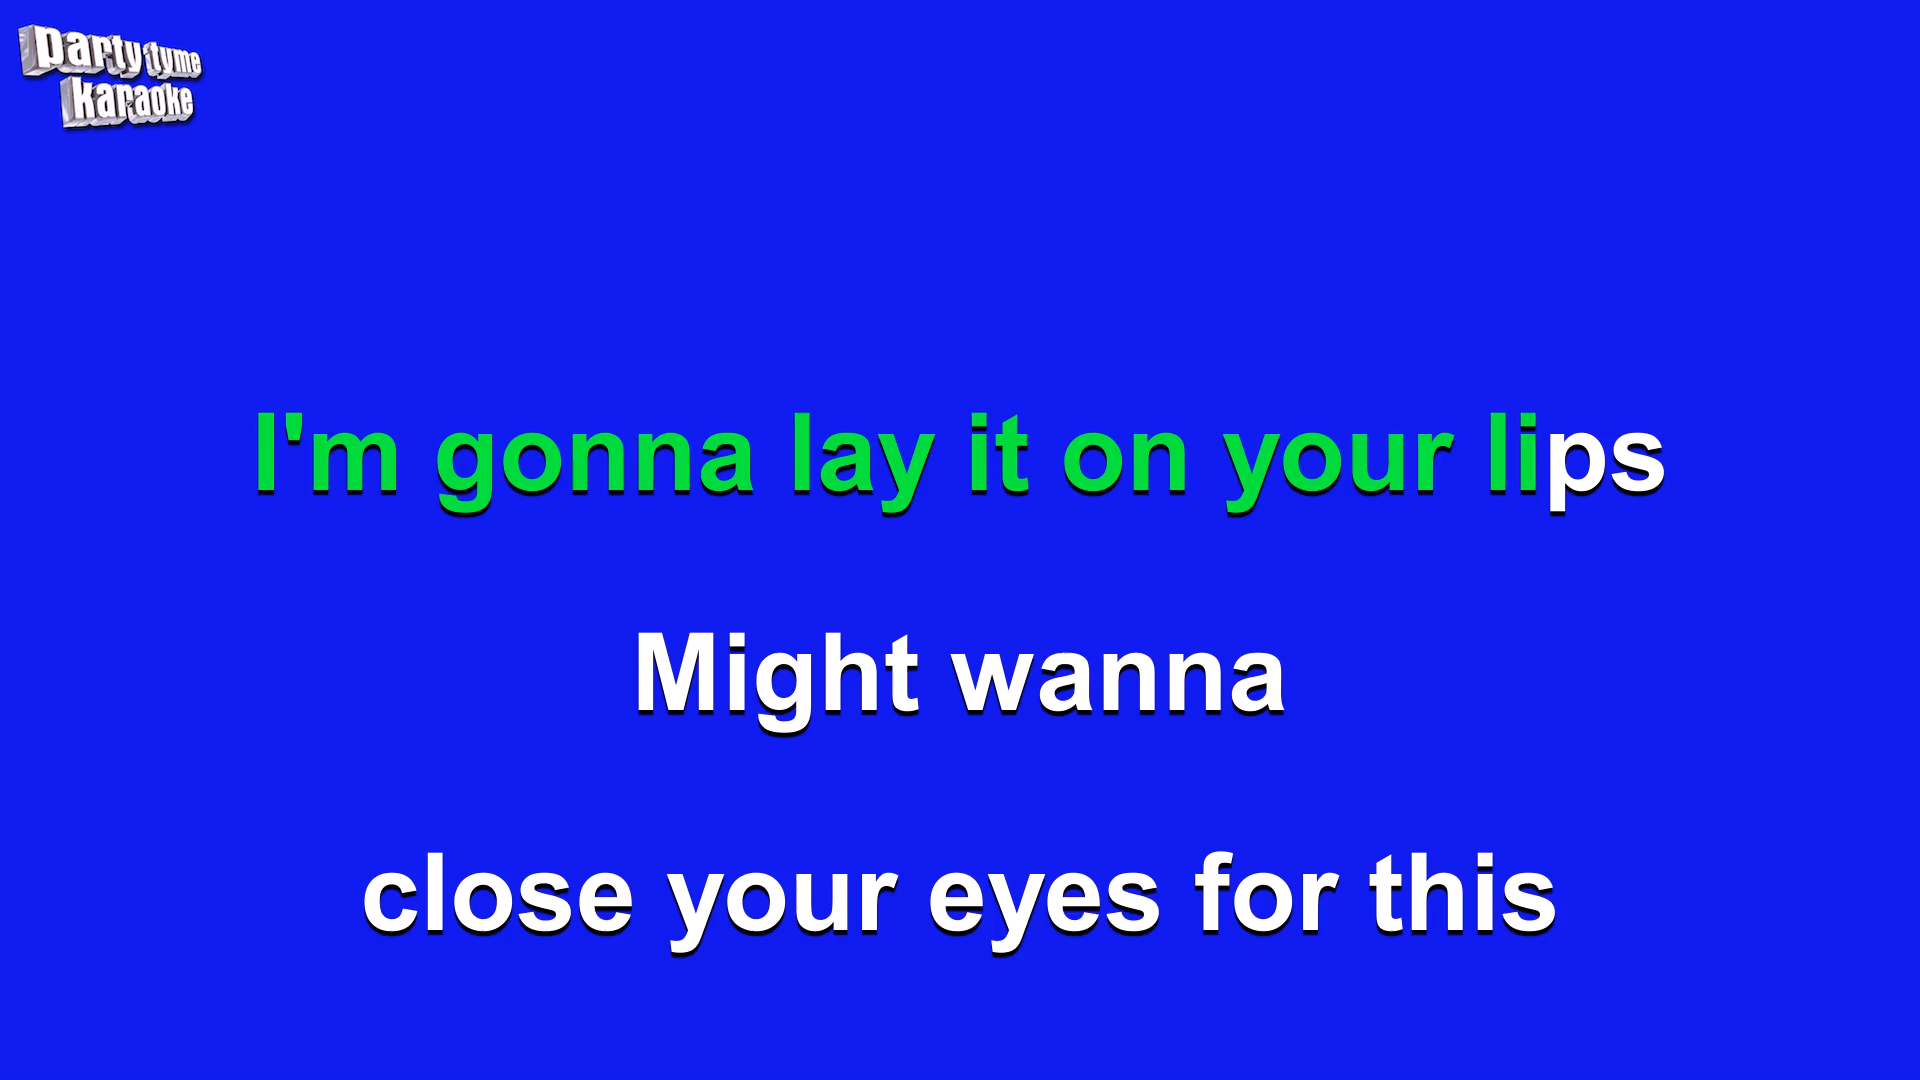 party tyme
karaoke
I'm gonna lay it on your lips
Might wanna
close your eyes for this